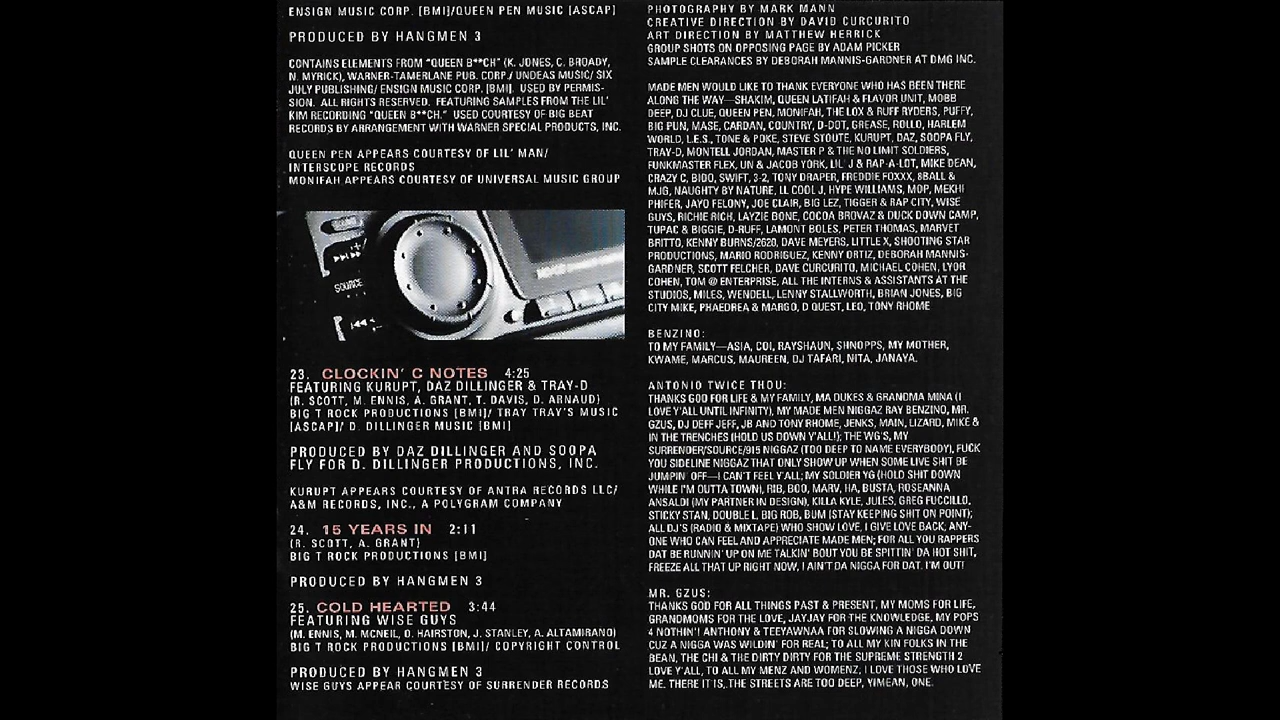 ENSIGN MUSIC CORP. [BMI]/QUEEN PEN MUSIC [ASCAP]
PRODUCED BY HANGMEN 3
CONTAINS ELEMENTS FROM "QUEEN B**CH" (K. JONES, C. BROADY,
N. MYRICK), WARNER-TAMERLANE PUB. CORP./ UNDEAS MUSIC/ SIX
JULY PUBLISHING/ ENSIGN MUSIC CORP. [BMI]. USED BY PERMIS-
SION. ALL RIGHTS RESERVED. FEATURING SAMPLES FROM THE LIL'
KIM RECORDING "QUEEN B**CH." USED COURTESY OF BIG BEAT
RECORDS BY ARRANGEMENT WITH WARNER SPECIAL PRODUCTS, INC.
QUEEN PEN APPEARS COURTESY OF LIL' MAN/
INTERSCOPE RECORDS
MONIFAH APPEARS COURTESY OF UNIVERSAL MUSIC GROUP
SOURCE
23. CLOCKIN' C NOTES 4:25
FEATURING KURUPT, DAZ DILLINGER & TRAY-D
(R. SCOTT, M. ENNIS, A. GRANT, T. DAVIS, D. ARNAUD)
BIG T ROCK PRODUCTIONS [BMI]/ TRAY TRAY'S MUSIC
[ASCAP]/ D. DILLINGER MUSIC [BMI]
PRODUCED BY DAZ DILLINGER AND SOOPA
FLY FOR D. DILLINGER PRODUCTIONS, INC.
KURUPT APPEARS COURTESY OF ANTRA RECORDS LLC/
A&M RECORDS, INC., A POLYGRAM COMPANY
24. 15 YEARS IN 2:11
(R. SCOTT, A. GRANT)
BIG T ROCK PRODUCTIONS [BMI]
PRODUCED BY HANGMEN 3
25. COLD HEARTED 3:44
FEATURING WISE GUYS
(M. ENNIS, M. MCNEIL, O. HAIRSTON, J. STANLEY, A. ALTAMIRANO)
BIG T ROCK PRODUCTIONS [BMI]/ COPYRIGHT CONTROL
PRODUCED BY HANGMEN 3
WISE GUYS APPEAR COURTESY OF SURRENDER RECORDS
PHOTOGRAPHY BY MARK MANN
CREATIVE DIRECTION BY DAVID CURCURITO
ART DIRECTION BY MATTHEW HERRICK
GROUP SHOTS ON OPPOSING PAGE BY ADAM PICKER
SAMPLE CLEARANCES BY DEBORAH MANNIS-GARDNER AT DMG INC.
MADE MEN WOULD LIKE TO THANK EVERYONE WHO HAS BEEN THERE
ALONG THE WAY—SHAKIM, QUEEN LATIFAH & FLAVOR UNIT, MOBB
DEEP, DJ CLUE, QUEEN PEN, MONIFAH, THE LOX & RUFF RYDERS, PUFFY,
BIG PUN, MASE, CARDAN, COUNTRY, D-DOT, GREASE, ROLLO, HARLEM
WORLD, L.E.S., TONE & POKE, STEVE STOUTE, KURUPT, DAZ, SOOPA FLY,
TRAY-D, MONTELL JORDAN, MASTER P & THE NO LIMIT SOLDIERS,
FUNKMASTER FLEX, UN & JACOB YORK, LIL' J & RAP-A-LOT, MIKE DEAN,
CRAZY C, BIDO, SWIFT, 3-2, TONY DRAPER, FREDDIE FOXXX, 8BALL &
MJG, NAUGHTY BY NATURE, LL COOL J, HYPE WILLIAMS, MOP, MEKHI
PHIFER, JAYO FELONY, JOE CLAIR, BIG LEZ, TIGGER & RAP CITY, WISE
GUYS, RICHIE RICH, LAYZIE BONE, COCOA BROVAZ & DUCK DOWN CAMP,
TUPAC & BIGGIE, D-RUFF, LAMONT BOLES, PETER THOMAS, MARVET
BRITTO, KENNY BURNS/2620, DAVE MEYERS, LITTLE X, SHOOTING STAR
PRODUCTIONS, MARIO RODRIGUEZ, KENNY ORTIZ, DEBORAH MANNIS-
GARDNER, SCOTT FELCHER, DAVE CURCURITO, MICHAEL COHEN, LYOR
COHEN, TOM @ ENTERPRISE, ALL THE INTERNS & ASSISTANTS AT THE
STUDIOS, MILES, WENDELL, LENNY STALLWORTH, BRIAN JONES, BIG
CITY MIKE, PHAEDREA & MARGO, D QUEST, LEO, TONY RHOME
BENZINO:
TO MY FAMILY—ASIA, COI, RAYSHAUN, SHNOPPS, MY MOTHER,
KWAME, MARCUS, MAUREEN, DJ TAFARI, NITA, JANAYA.
ANTONIO TWICE THOU:
THANKS GOD FOR LIFE & MY FAMILY, MA DUKES & GRANDMA MINA (I
LOVE Y'ALL UNTIL INFINITY), MY MADE MEN NIGGAZ RAY BENZINO, MR.
GZUS, DJ DEFF JEFF, JB AND TONY RHOME, JENKS, MAIN, LIZARD, MIKE &
IN THE TRENCHES (HOLD US DOWN Y'ALL!); THE WG'S, MY
SURRENDER/SOURCE/915 NIGGAZ (TOO DEEP TO NAME EVERYBODY), FUCK
YOU SIDELINE NIGGAZ THAT ONLY SHOW UP WHEN SOME LIVE SHIT BE
JUMPIN' OFF—I CAN'T FEEL Y'ALL; MY SOLDIER YG (HOLD SHIT DOWN
WHILE I'M OUTTA TOWN), RIB, BOO, MARV, HA, BUSTA, ROSEANNA
ANSALDI (MY PARTNER IN DESIGN), KILLA KYLE, JULES, GREG FUCCILLO,
STICKY STAN, DOUBLE L, BIG ROB, BUM (STAY KEEPING SHIT ON POINT);
ALL DJ'S (RADIO & MIXTAPE) WHO SHOW LOVE, I GIVE LOVE BACK, ANY-
ONE WHO CAN FEEL AND APPRECIATE MADE MEN; FOR ALL YOU RAPPERS
DAT BE RUNNIN' UP ON ME TALKIN' BOUT YOU BE SPITTIN' DA HOT SHIT,
FREEZE ALL THAT UP RIGHT NOW, I AIN'T DA NIGGA FOR DAT. I'M OUT!
MR. GZUS:
THANKS GOD FOR ALL THINGS PAST & PRESENT, MY MOMS FOR LIFE,
GRANDMOMS FOR THE LOVE, JAYJAY FOR THE KNOWLEDGE, MY POPS
4 NOTHIN'! ANTHONY & TEEYAWNAA FOR SLOWING A NIGGA DOWN
CUZ A NIGGA WAS WILDIN' FOR REAL; TO ALL MY KIN FOLKS IN THE
BEAN, THE CHI & THE DIRTY DIRTY FOR THE SUPREME STRENGTH 2
LOVE Y'ALL, TO ALL MY MENZ AND WOMENZ; I LOVE THOSE WHO LOVE
ME. THERE IT IS, THE STREETS ARE TOO DEEP, YIMEAN, ONE.